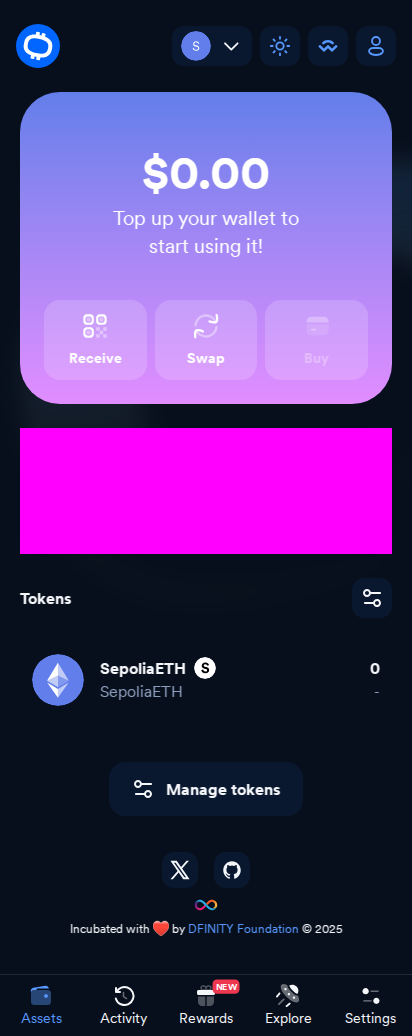 S
$0.00
Top up your wallet to
start using it!
Receive
Swap
Buy
Tokens
SepoliaETH S
0
SepoliaETH
-
Manage tokens
Incubated with ❤️ by DFINITY Foundation © 2025
NEW
Assets
Activity
Rewards
Explore
Settings